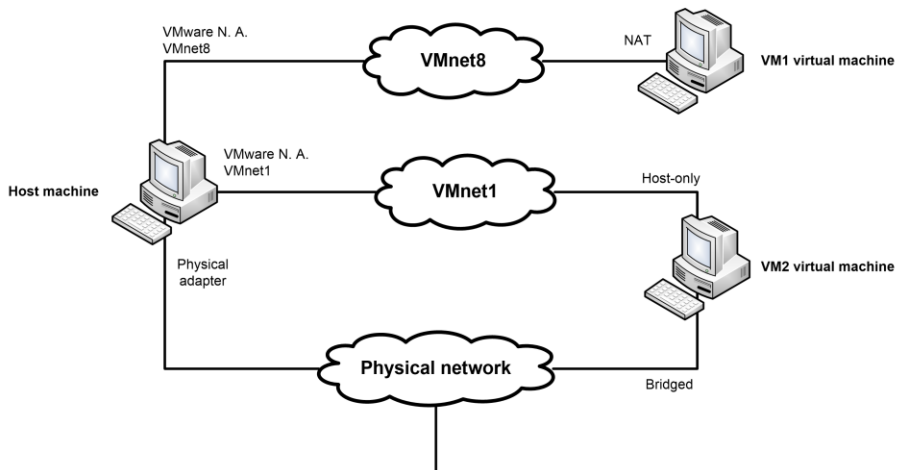 VMware N. A.
VMnet8
VMnet8
NAT
VM1 virtual machine
VMware N. A.
VMnet1
Host machine
VMnet1
Host-only
Physical
adapter
VM2 virtual machine
Physical network
Bridged